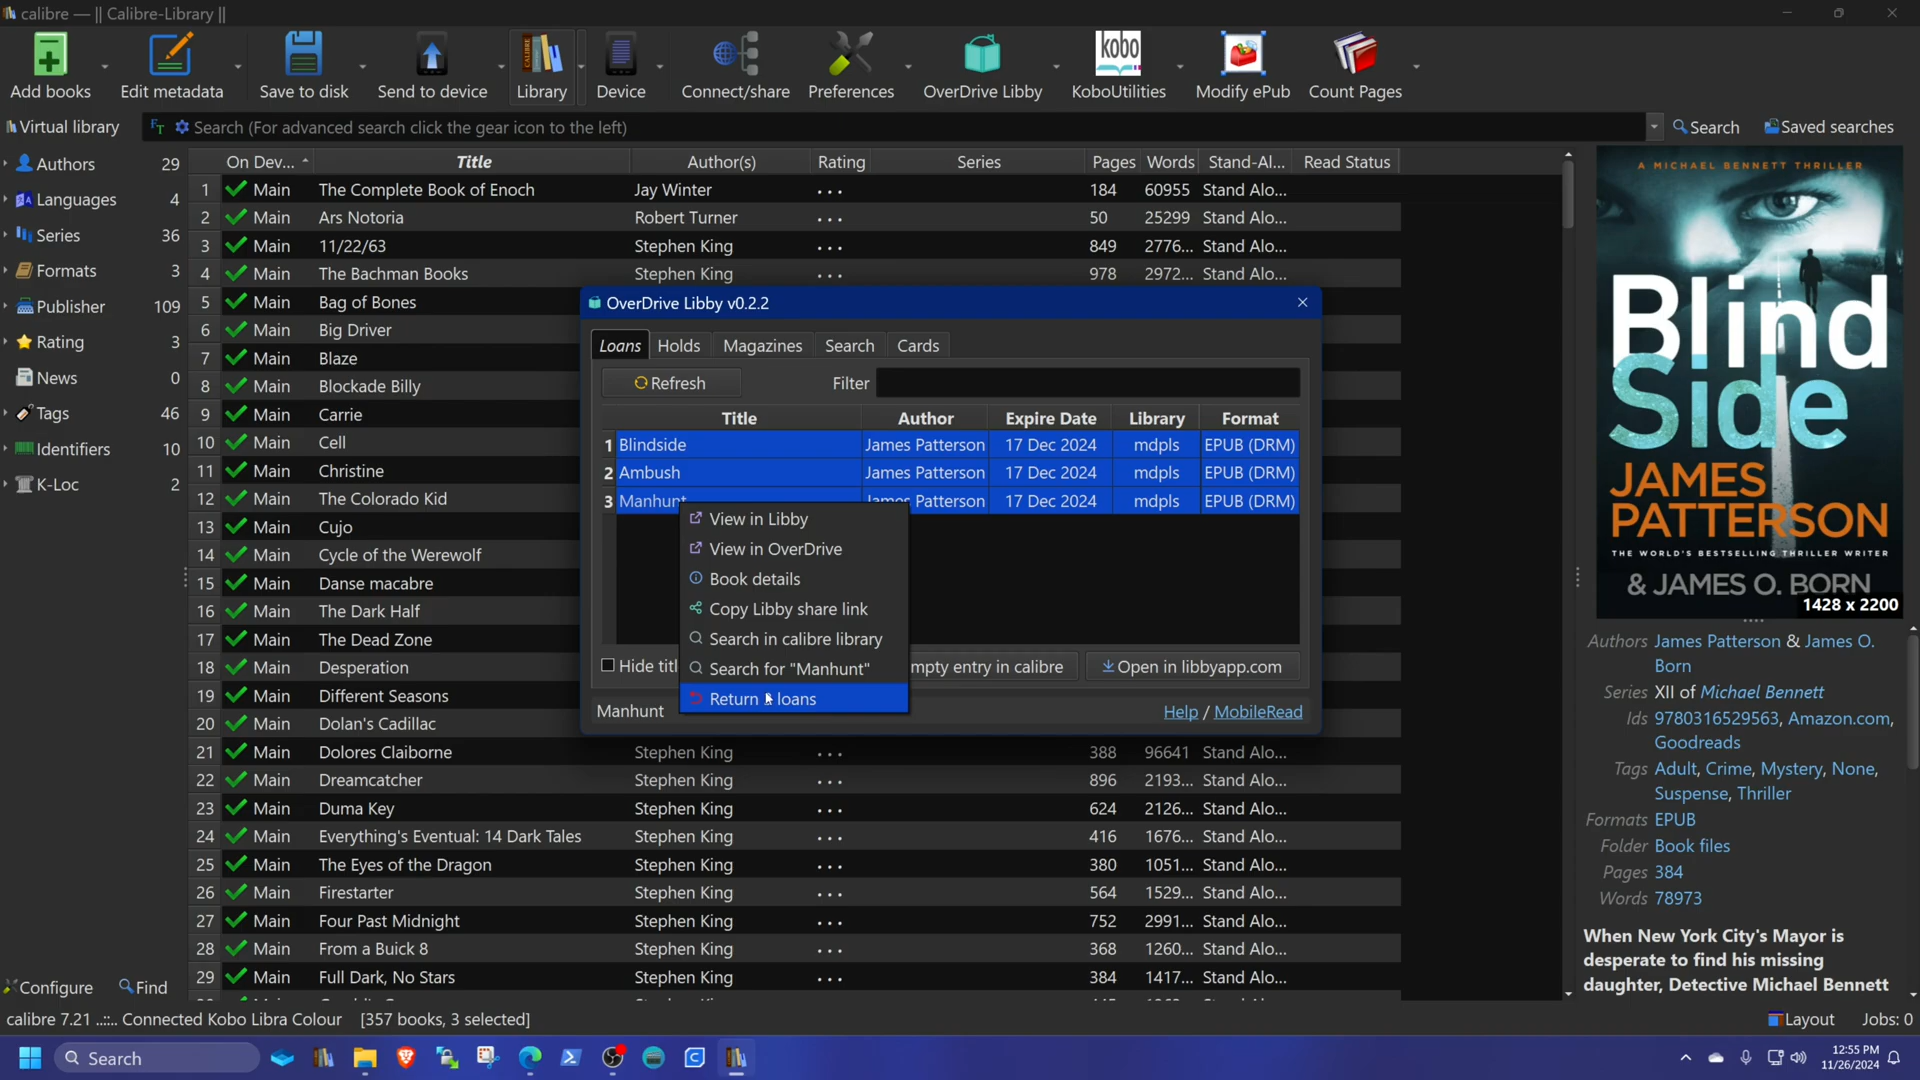 calibre — || Calibre-Library ||
Add books
Edit metadata
Save to disk
Send to device
Library
Device
Connect/share
Preferences
OverDrive Libby
kobo
KoboUtilities
Modify ePub
Count Pages
Virtual library
Search (For advanced search click the gear icon to the left)
Search
Saved searches
Authors 29
Languages 4
Series 36
Formats 3
Publisher 109
Rating 3
News 0
Tags 46
Identifiers 10
K-Loc 2
Configure
Find
On Dev... Title Author(s) Rating Series Pages Words Stand-Al... Read Status
1 Main The Complete Book of Enoch Jay Winter ... 184 60955 Stand Alo...
2 Main Ars Notoria Robert Turner ... 50 25299 Stand Alo...
3 Main 11/22/63 Stephen King ... 849 2776... Stand Alo...
4 Main The Bachman Books Stephen King ... 978 2972... Stand Alo...
5 Main Bag of Bones
6 Main Big Driver
7 Main Blaze
8 Main Blockade Billy
9 Main Carrie
10 Main Cell
11 Main Christine
12 Main The Colorado Kid
13 Main Cujo
14 Main Cycle of the Werewolf
15 Main Danse macabre
16 Main The Dark Half
17 Main The Dead Zone
18 Main Desperation
19 Main Different Seasons
20 Main Dolan's Cadillac
21 Main Dolores Claiborne Stephen King ... 388 96641 Stand Alo...
22 Main Dreamcatcher Stephen King ... 896 2193... Stand Alo...
23 Main Duma Key Stephen King ... 624 2126... Stand Alo...
24 Main Everything's Eventual: 14 Dark Tales Stephen King ... 416 1676... Stand Alo...
25 Main The Eyes of the Dragon Stephen King ... 380 1051... Stand Alo...
26 Main Firestarter Stephen King ... 564 1529... Stand Alo...
27 Main Four Past Midnight Stephen King ... 752 2991... Stand Alo...
28 Main From a Buick 8 Stephen King ... 368 1260... Stand Alo...
29 Main Full Dark, No Stars Stephen King ... 384 1417... Stand Alo...
OverDrive Libby v0.2.2
Loans Holds Magazines Search Cards
Refresh Filter
Title Author Expire Date Library Format
1 Blindside James Patterson 17 Dec 2024 mdpls EPUB (DRM)
2 Ambush James Patterson 17 Dec 2024 mdpls EPUB (DRM)
3 Manhunt James Patterson 17 Dec 2024 mdpls EPUB (DRM)
View in Libby
View in OverDrive
Book details
Copy Libby share link
Search in calibre library
Search for "Manhunt"
Return loans
Hide titl
mpty entry in calibre
Open in libbyapp.com
Manhunt
Help / MobileRead
A MICHAEL BENNETT THRILLER
Blind
Side
JAMES
PATTERSON
THE WORLD'S BESTSELLING THRILLER WRITER
& JAMES O. BORN
1428 x 2200
Authors James Patterson & James O.
Born
Series XII of Michael Bennett
Ids 9780316529563, Amazon.com,
Goodreads
Tags Adult, Crime, Mystery, None,
Suspense, Thriller
Formats EPUB
Folder Book files
Pages 384
Words 78973
When New York City's Mayor is
desperate to find his missing
daughter, Detective Michael Bennett
calibre 7.21 ..::.. Connected Kobo Libra Colour [357 books, 3 selected]
Layout
Jobs: 0
Search
12:55 PM
11/26/2024